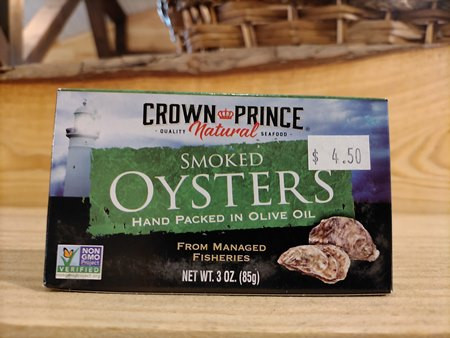 CROWN PRINCE
· QUALITY Natural SEAFOOD ·
$ 4.50
SMOKED
OYSTERS
HAND PACKED IN OLIVE OIL
FROM MANAGED
FISHERIES
NON
GMO
Project
VERIFIED
NET WT. 3 OZ. (85g)